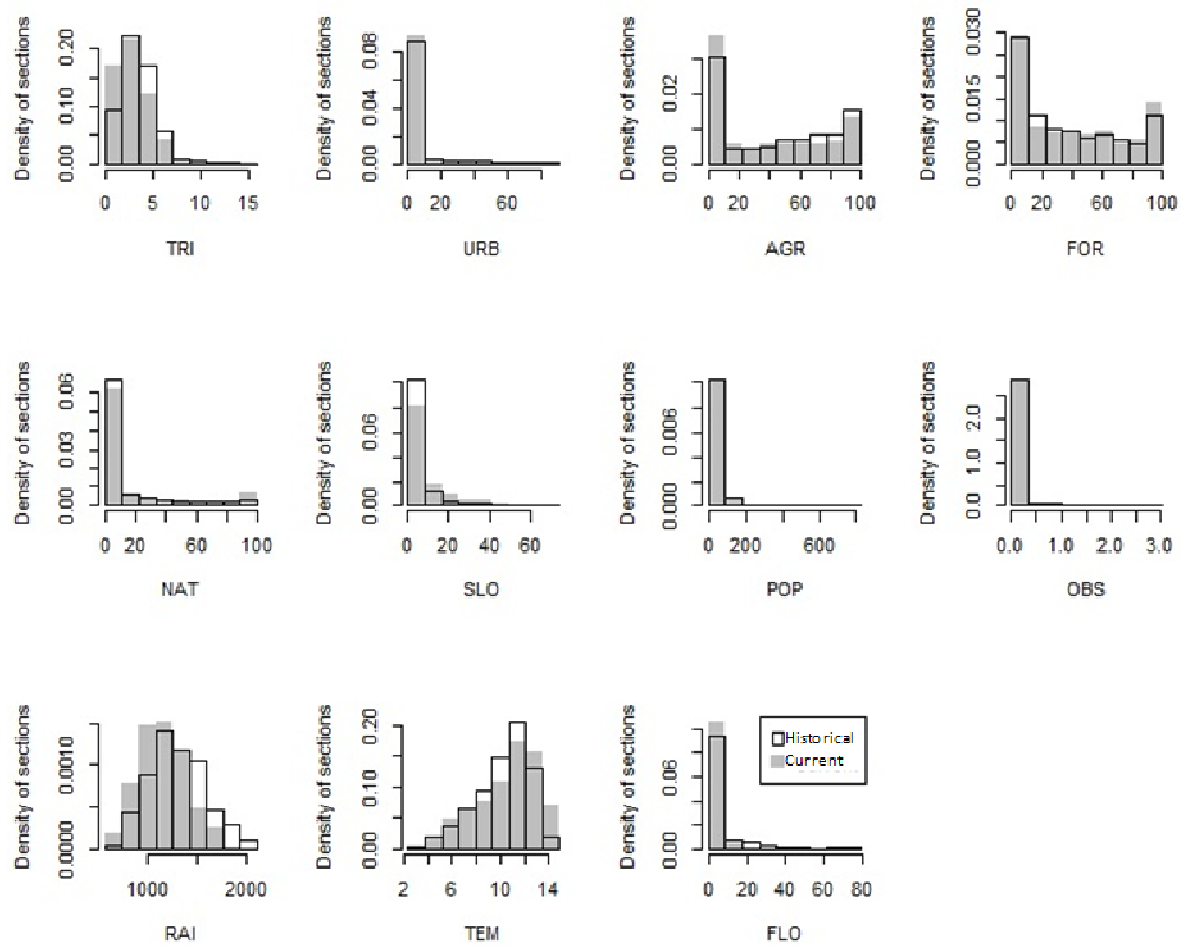 Density of sections
0.00 0.10 0.20
0 5 10 15
TRI
Density of sections
0.00 0.04 0.08
0 20 60
URB
Density of sections
0.00 0.02
0 20 60 100
AGR
Density of sections
0.000 0.015 0.030
0 20 60 100
FOR
Density of sections
0.00 0.03 0.06
0 20 60 100
NAT
Density of sections
0.00 0.06
0 20 40 60
SLO
Density of sections
0.000 0.006
0 200 600
POP
Density of sections
0.0 1.0 2.0
0.0 1.0 2.0 3.0
OBS
Density of sections
0.0000 0.0010
1000 2000
RAI
Density of sections
0.00 0.10 0.20
2 6 10 14
TEM
Density of sections
0.00 0.06
0 20 40 60 80
FLO
Historical
Current